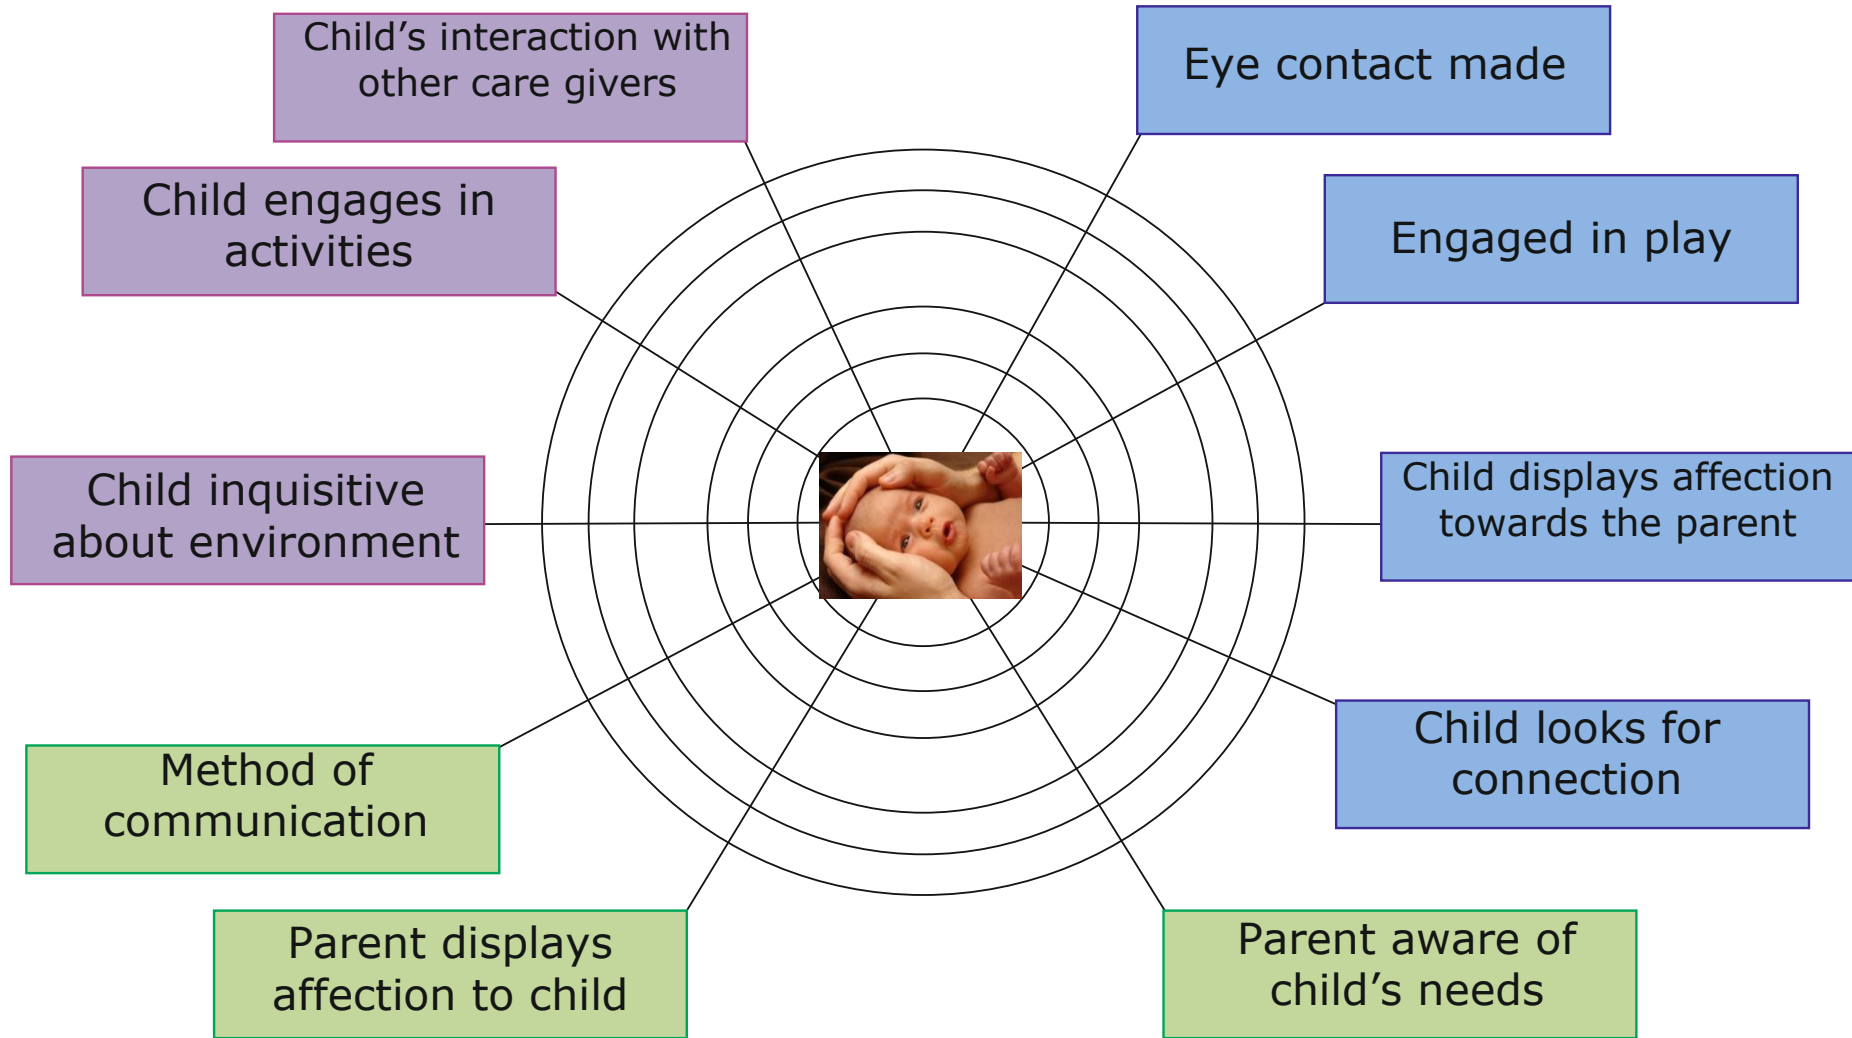 Child’s interaction with
other care givers
Eye contact made
Child engages in
activities
Engaged in play
Child inquisitive
about environment
Child displays affection
towards the parent
Method of
communication
Child looks for
connection
Parent displays
affection to child
Parent aware of
child’s needs